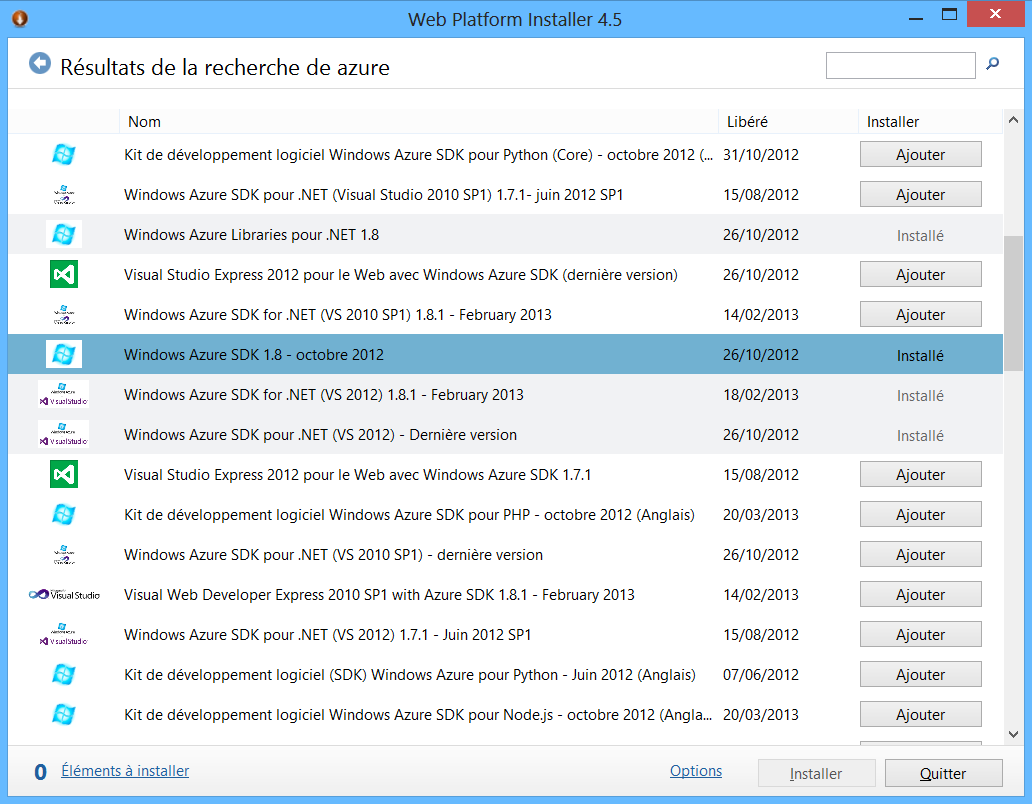 Web Platform Installer 4.5
Résultats de la recherche de azure
Nom Libéré Installer
Kit de développement logiciel Windows Azure SDK pour Python (Core) - octobre 2012 (... 31/10/2012 Ajouter
Windows Azure SDK pour .NET (Visual Studio 2010 SP1) 1.7.1- juin 2012 SP1 15/08/2012 Ajouter
Windows Azure Libraries pour .NET 1.8 26/10/2012 Installé
Visual Studio Express 2012 pour le Web avec Windows Azure SDK (dernière version) 26/10/2012 Ajouter
Windows Azure SDK for .NET (VS 2010 SP1) 1.8.1 - February 2013 14/02/2013 Ajouter
Windows Azure SDK 1.8 - octobre 2012 26/10/2012 Installé
VisualStudio Windows Azure SDK for .NET (VS 2012) 1.8.1 - February 2013 18/02/2013 Installé
VisualStudio Windows Azure SDK pour .NET (VS 2012) - Dernière version 26/10/2012 Installé
Visual Studio Express 2012 pour le Web avec Windows Azure SDK 1.7.1 15/08/2012 Ajouter
Kit de développement logiciel Windows Azure SDK pour PHP - octobre 2012 (Anglais) 20/03/2013 Ajouter
Windows Azure SDK pour .NET (VS 2010 SP1) - dernière version 26/10/2012 Ajouter
Visual Studio Visual Web Developer Express 2010 SP1 with Azure SDK 1.8.1 - February 2013 14/02/2013 Ajouter
VisualStudio Windows Azure SDK pour .NET (VS 2012) 1.7.1 - Juin 2012 SP1 15/08/2012 Ajouter
Kit de développement logiciel (SDK) Windows Azure pour Python - Juin 2012 (Anglais) 07/06/2012 Ajouter
Kit de développement logiciel Windows Azure SDK pour Node.js - octobre 2012 (Angla... 20/03/2013 Ajouter
0 Éléments à installer Options Installer Quitter